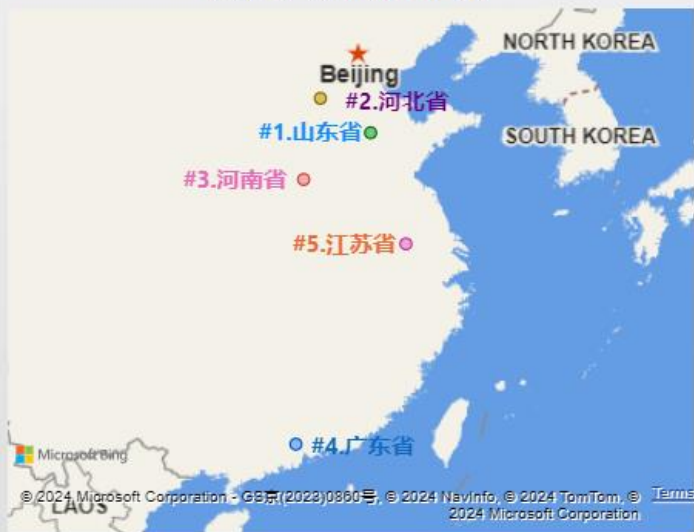 NORTH KOREA
Beijing
#2.河北省
#1.山东省
SOUTH KOREA
#3.河南省
#5.江苏省
#4.广东省
Microsoft Bing
© 2024 Microsoft Corporation - GS京(2023)0860号, © 2024 NavInfo, © 2024 TomTom, © Terms
2024 Microsoft Corporation
LAOS